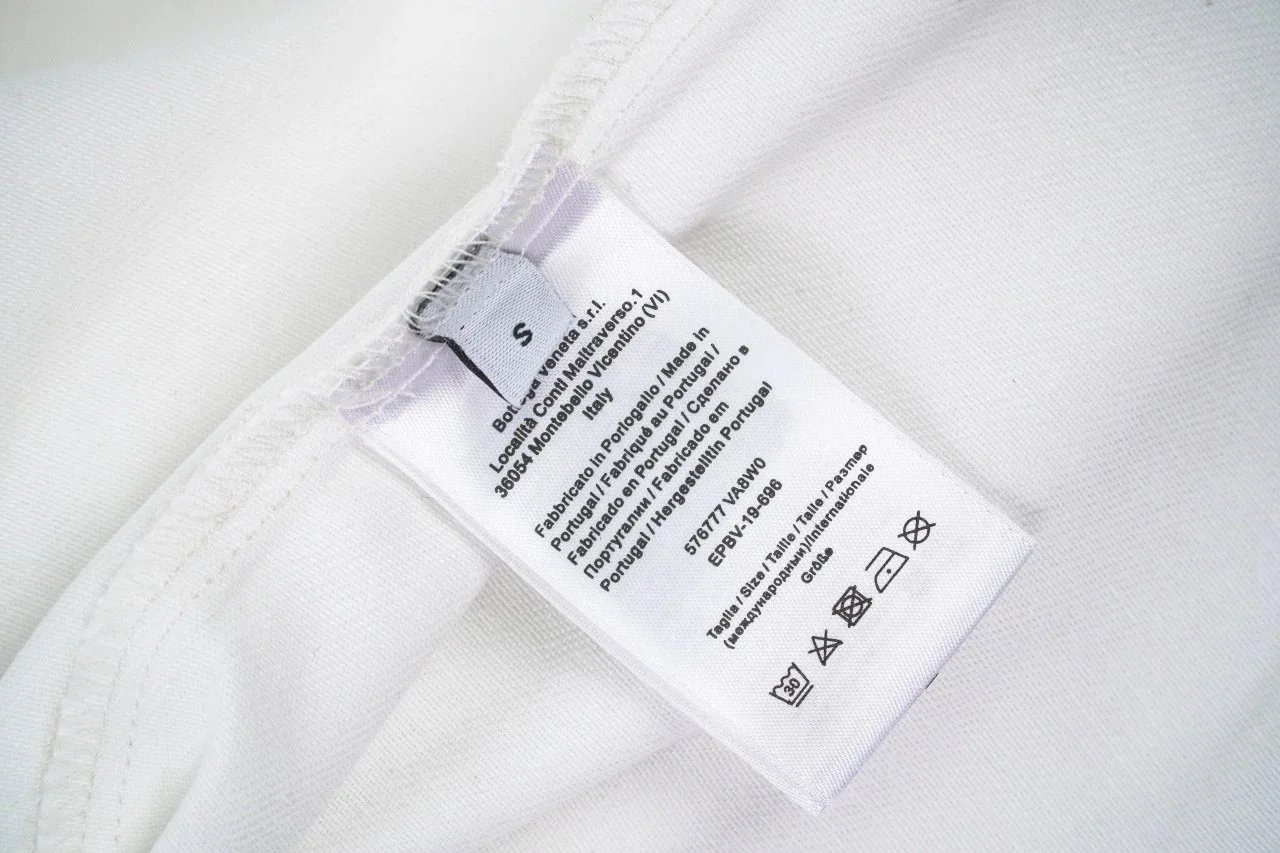 S
Bottega veneta s.r.l.
Località Conti Maltraverso.1
36054 Montebello Vicentino (VI)
Italy
Fabbricato in Porlogallo / Made in
Portugal / Fabriqué au Portugal /
Fabricado en Portugal / Сделано в
Португалии / Fabricado em
Portugal / Hergestelltin Portugal
576777 VA8W0
EPBV-19-696
Taglia / Size / Talle / Taille / Размер
(международный)/Internationale
Größe
30